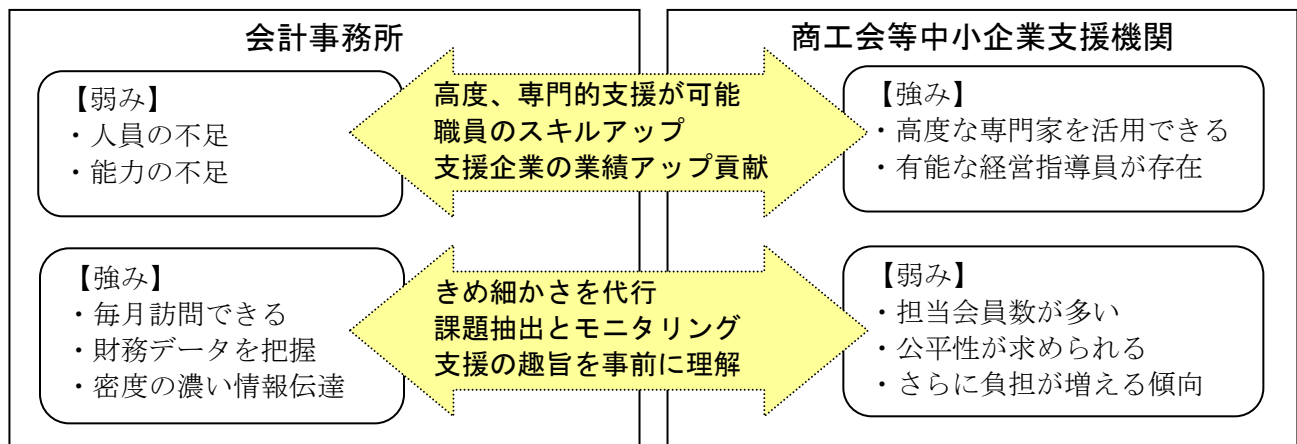 会計事務所
商工会等中小企業支援機関
【弱み】
・人員の不足
・能力の不足
高度、専門的支援が可能
職員のスキルアップ
支援企業の業績アップ貢献
【強み】
・高度な専門家を活用できる
・有能な経営指導員が存在
【強み】
・毎月訪問できる
・財務データを把握
・密度の濃い情報伝達
きめ細かさを代行
課題抽出とモニタリング
支援の趣旨を事前に理解
【弱み】
・担当会員数が多い
・公平性が求められる
・さらに負担が増える傾向